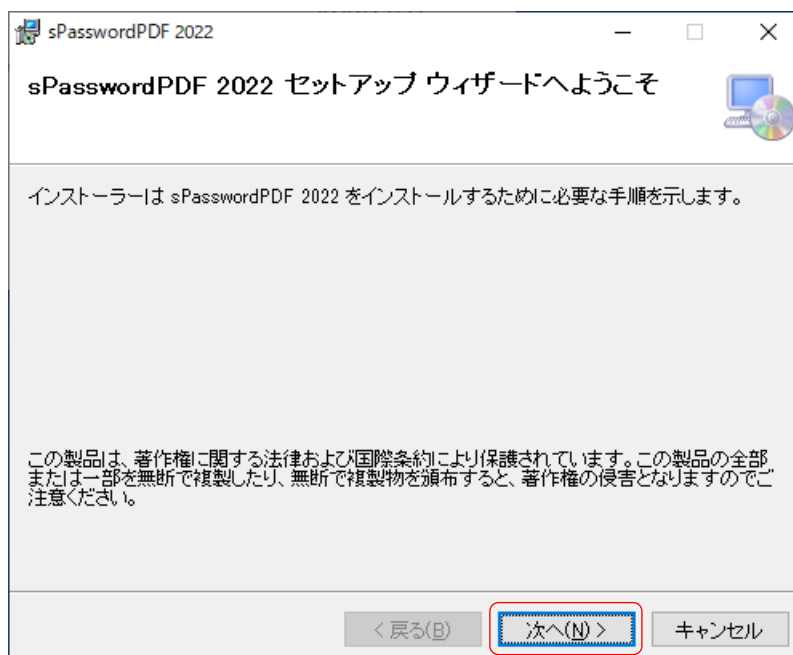 sPasswordPDF 2022
sPasswordPDF 2022 セットアップ ウィザードへようこそ
インストーラーは sPasswordPDF 2022 をインストールするために必要な手順を示します。
この製品は、著作権に関する法律および国際条約により保護されています。この製品の全部
または一部を無断で複製したり、無断で複製物を頒布すると、著作権の侵害となりますのでご
注意ください。
< 戻る(B)
次へ(N) >
キャンセル